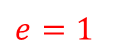 e = 1